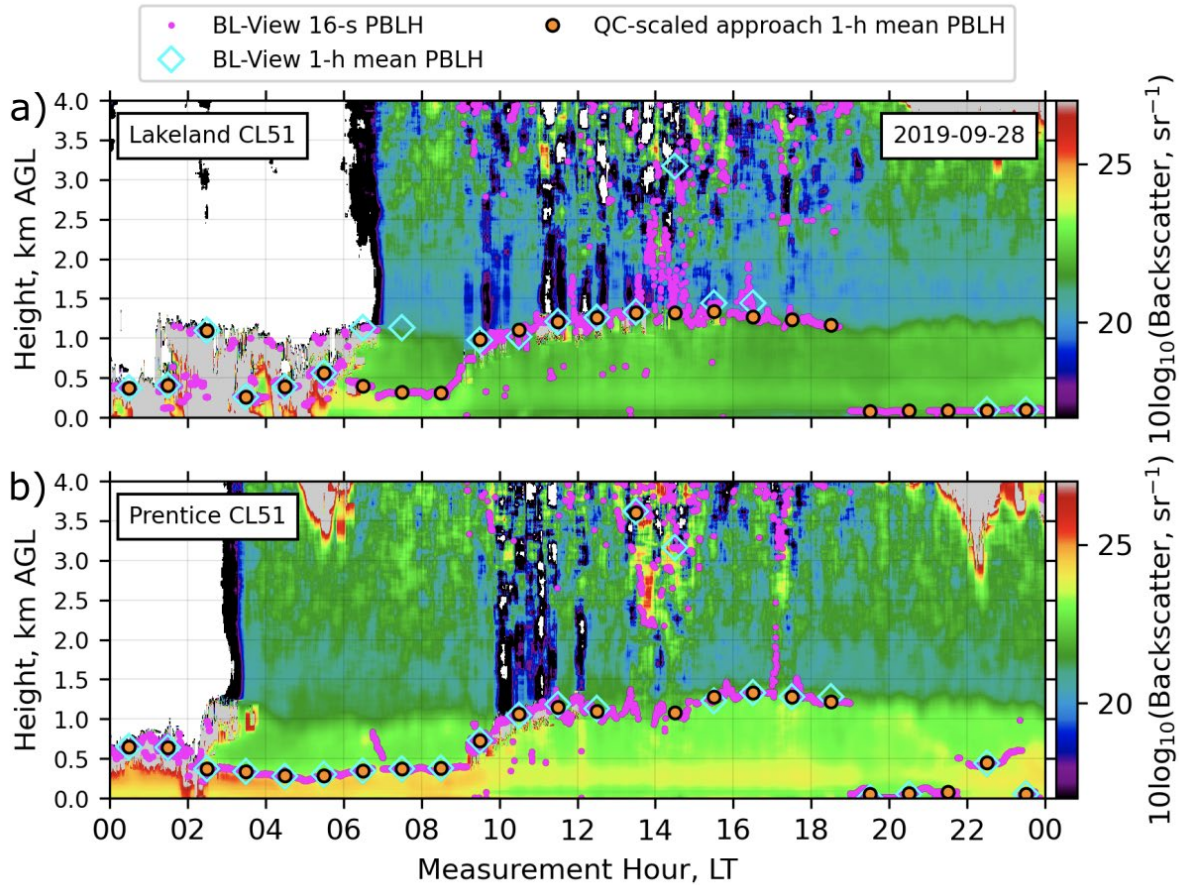 BL-View 16-s PBLH
QC-scaled approach 1-h mean PBLH
BL-View 1-h mean PBLH
a)
Lakeland CL51
2019-09-28
4.0
3.5
3.0
2.5
2.0
1.5
1.0
0.5
0.0
Height, km AGL
25
20
10log₁₀(Backscatter, sr⁻¹)
b)
Prentice CL51
4.0
3.5
3.0
2.5
2.0
1.5
1.0
0.5
0.0
Height, km AGL
25
20
10log₁₀(Backscatter, sr⁻¹)
00 02 04 06 08 10 12 14 16 18 20 22 00
Measurement Hour, LT